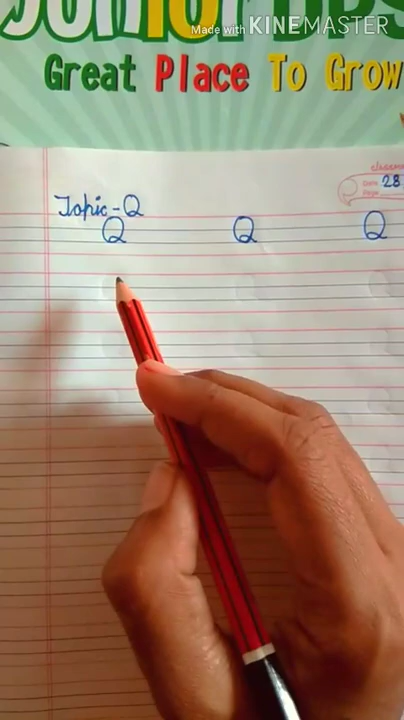 Made with KINEMASTER
Great Place To Grow
28
Topic - Q
Q Q Q